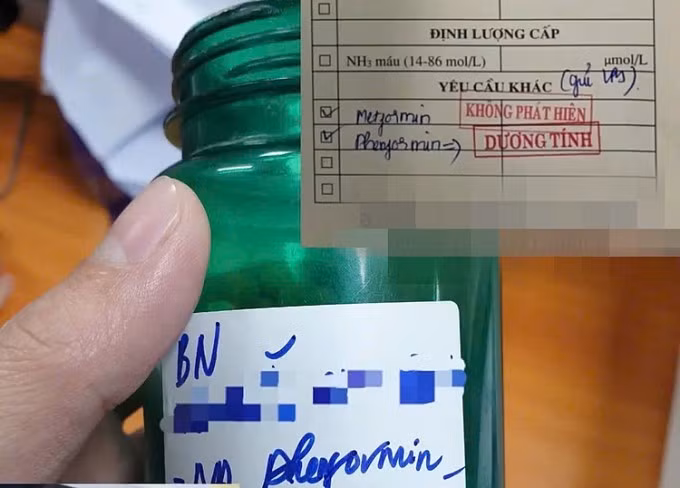 ĐỊNH LƯỢNG CẤP
NH₃ máu (14-86 mol/L) µmol/L
YÊU CẦU KHÁC (gửi VPS).
Metformin KHÔNG PHÁT HIỆN
Phenformin => DƯƠNG TÍNH
BN
phenformin